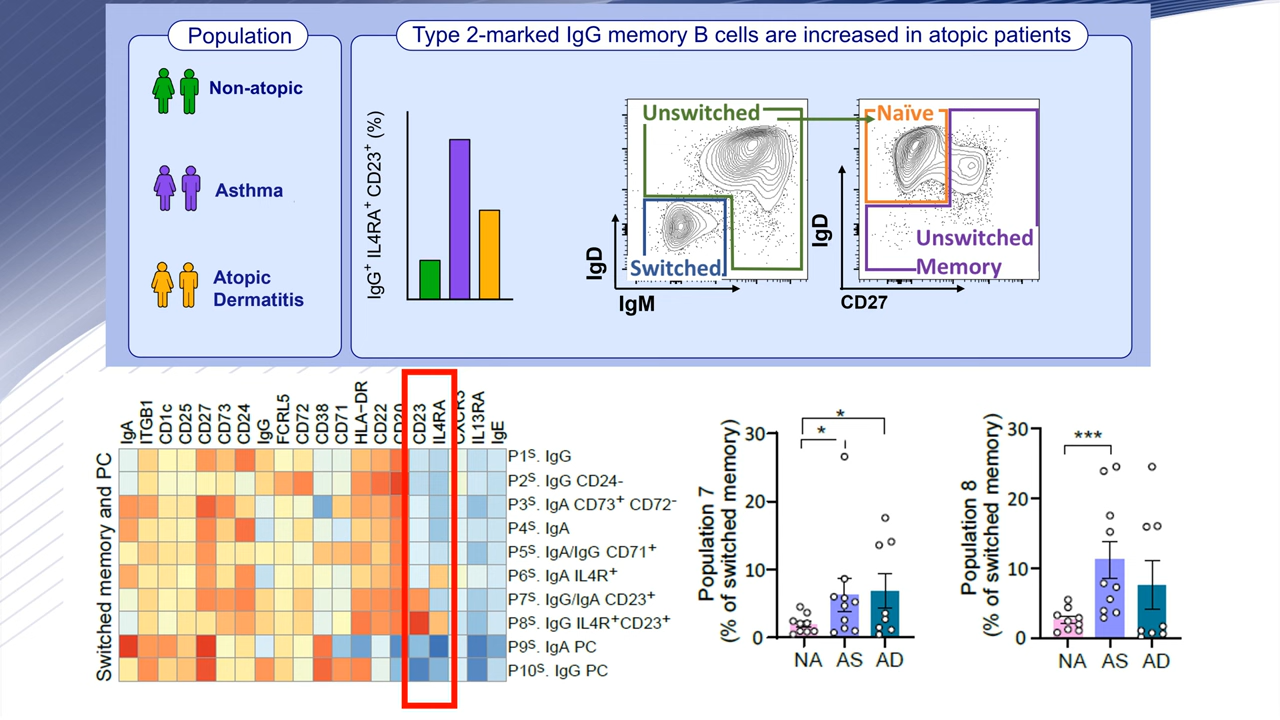 Population
Type 2-marked IgG memory B cells are increased in atopic patients
Non-atopic
Asthma
Atopic
Dermatitis
IgG⁺ IL4RA⁺ CD23⁺ (%)
Unswitched
Switched
IgD
IgM
Naïve
Unswitched
Memory
IgD
CD27
Switched memory and PC
IgA
ITGB1
CD1c
CD25
CD27
CD73
CD24
IgG
FCRL5
CD72
CD38
CD71
HLA-DR
CD22
CD20
CD23
IL4RA
CXCR3
IL13RA
IgE
P1ˢ. IgG
P2ˢ. IgG CD24-
P3ˢ. IgA CD73⁺ CD72⁻
P4ˢ. IgA
P5ˢ. IgA/IgG CD71⁺
P6ˢ. IgA IL4R⁺
P7ˢ. IgG/IgA CD23⁺
P8ˢ. IgG IL4R⁺CD23⁺
P9ˢ. IgA PC
P10ˢ. IgG PC
Population 7
(% of switched memory)
30
20
10
0
*
*
NA AS AD
Population 8
(% of switched memory)
30
20
10
0
***
NA AS AD